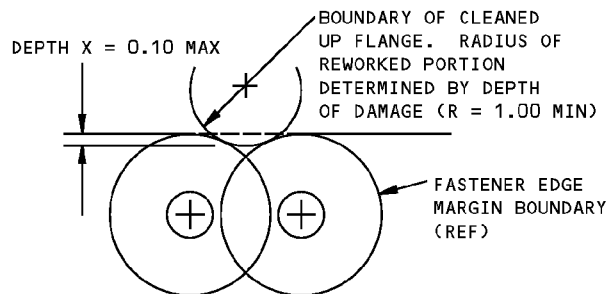 BOUNDARY OF CLEANED
UP FLANGE. RADIUS OF
REWORKED PORTION
DETERMINED BY DEPTH
OF DAMAGE (R = 1.00 MIN)
DEPTH X = 0.10 MAX
FASTENER EDGE
MARGIN BOUNDARY
(REF)